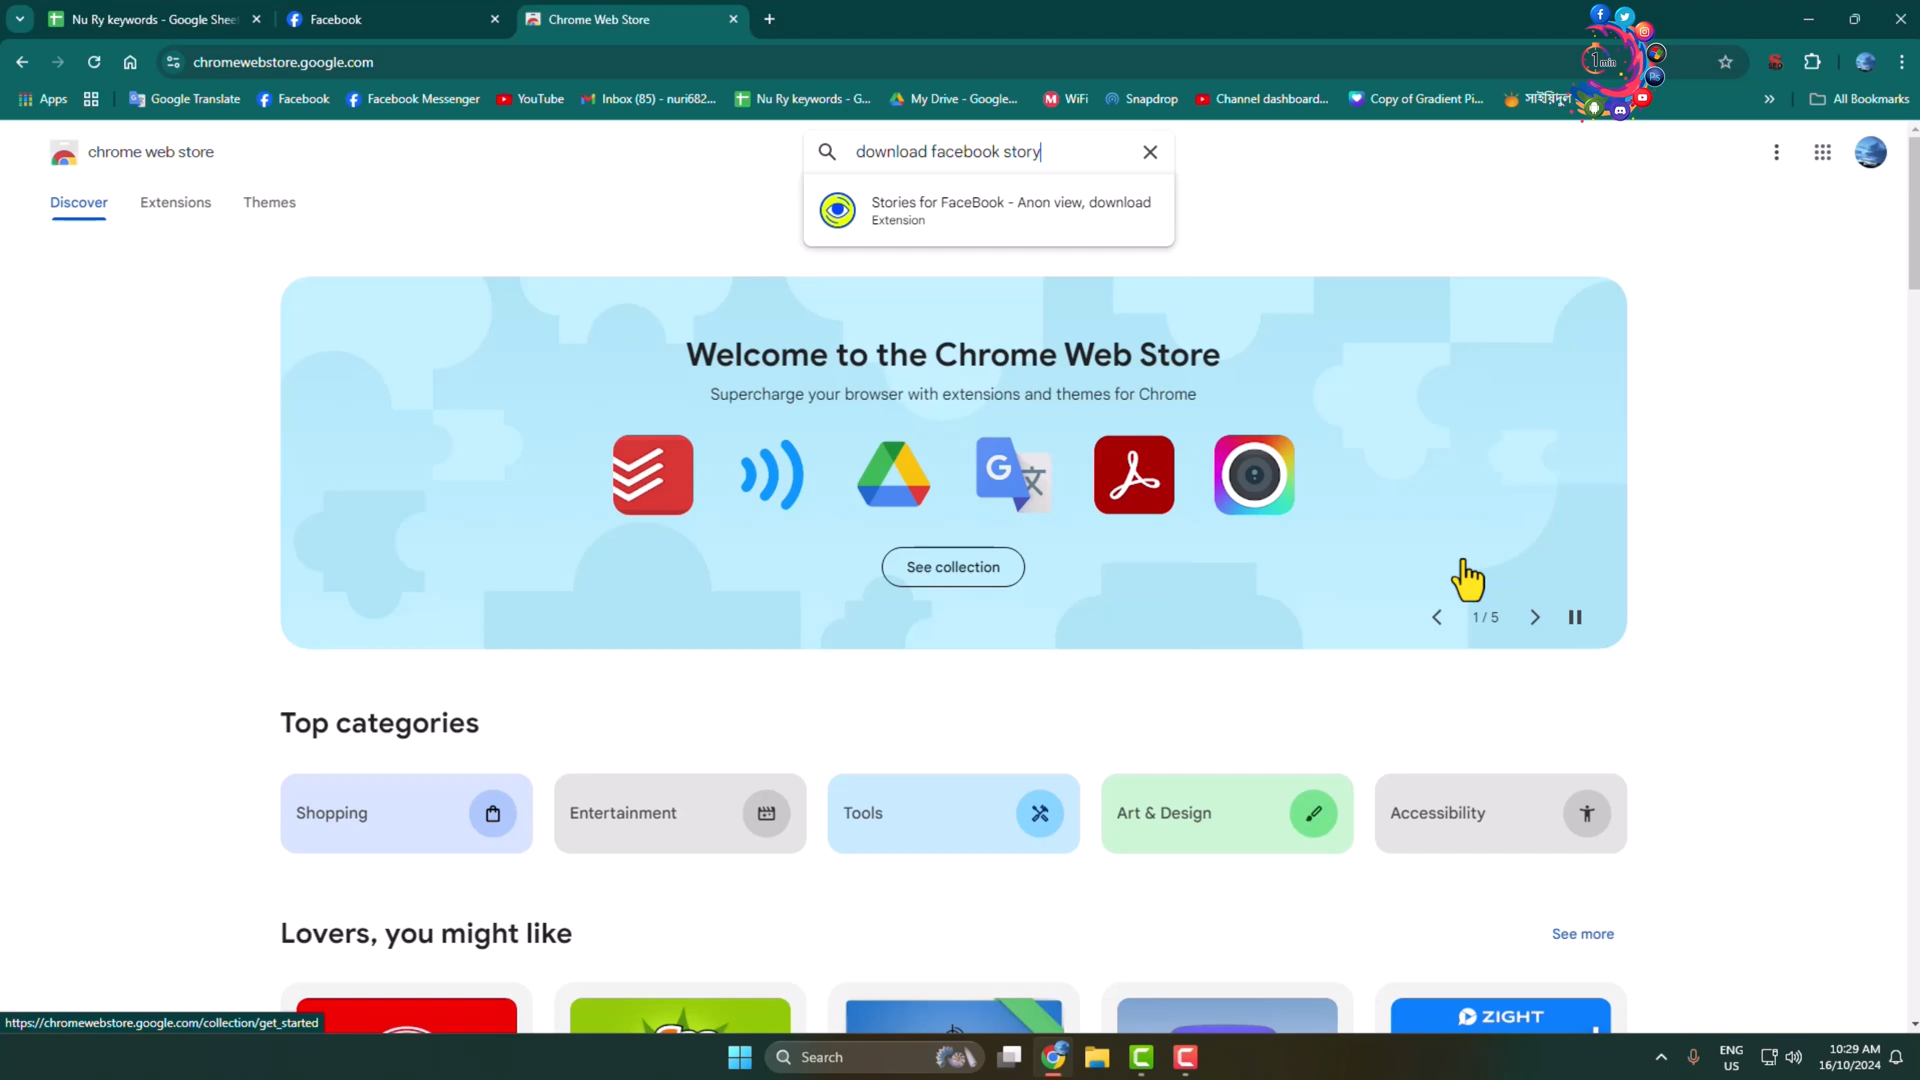 Nu Ry keywords - Google Shee
Facebook
Chrome Web Store
chromewebstore.google.com
1 min
Apps
Google Translate
Facebook
Facebook Messenger
YouTube
Inbox (85) - nuri682...
Nu Ry keywords - G...
My Drive - Google...
WiFi
Snapdrop
Channel dashboard...
Copy of Gradient Pi...
সাইয়িদুল
All Bookmarks
chrome web store
download facebook story
Discover
Extensions
Themes
Stories for FaceBook - Anon view, download
Extension
Welcome to the Chrome Web Store
Supercharge your browser with extensions and themes for Chrome
See collection
1 / 5
Top categories
Shopping
Entertainment
Tools
Art & Design
Accessibility
Lovers, you might like
See more
ZIGHT
https://chromewebstore.google.com/collection/get_started
Search
ENG
US
10:29 AM
16/10/2024